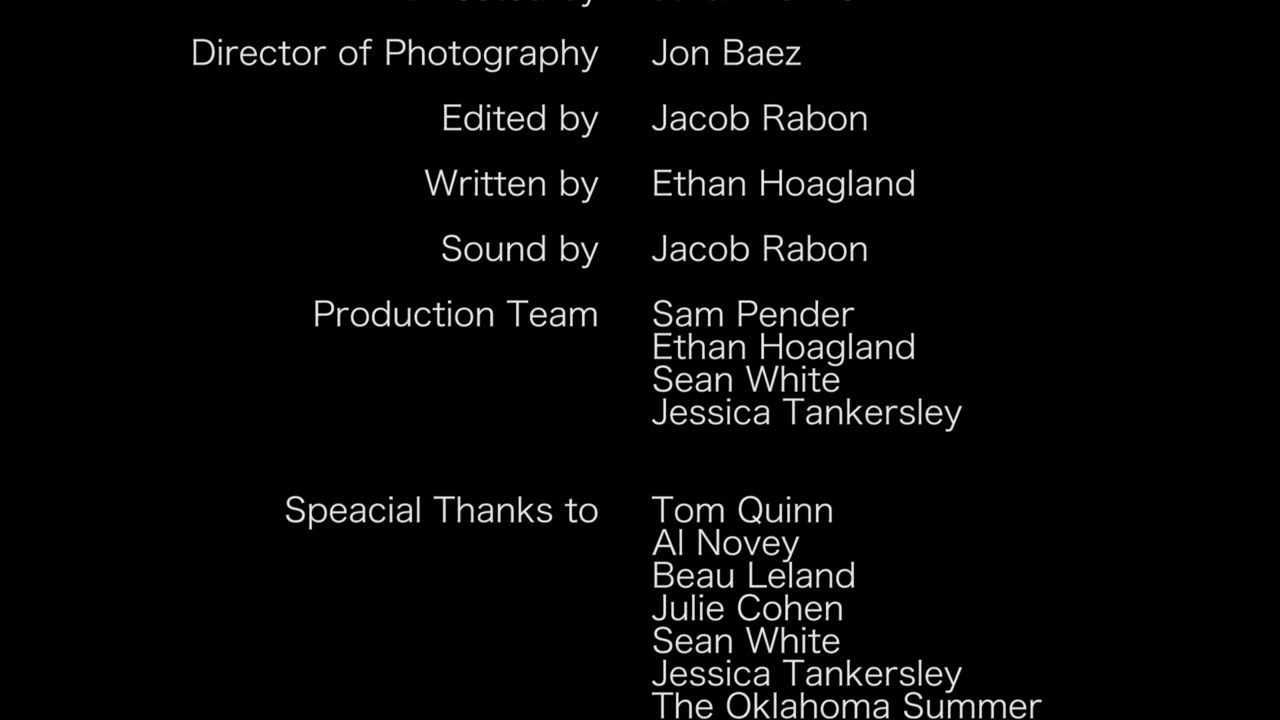 Director of Photography Jon Baez
Edited by Jacob Rabon
Written by Ethan Hoagland
Sound by Jacob Rabon
Production Team Sam Pender
Ethan Hoagland
Sean White
Jessica Tankersley
Speacial Thanks to Tom Quinn
Al Novey
Beau Leland
Julie Cohen
Sean White
Jessica Tankersley
The Oklahoma Summer